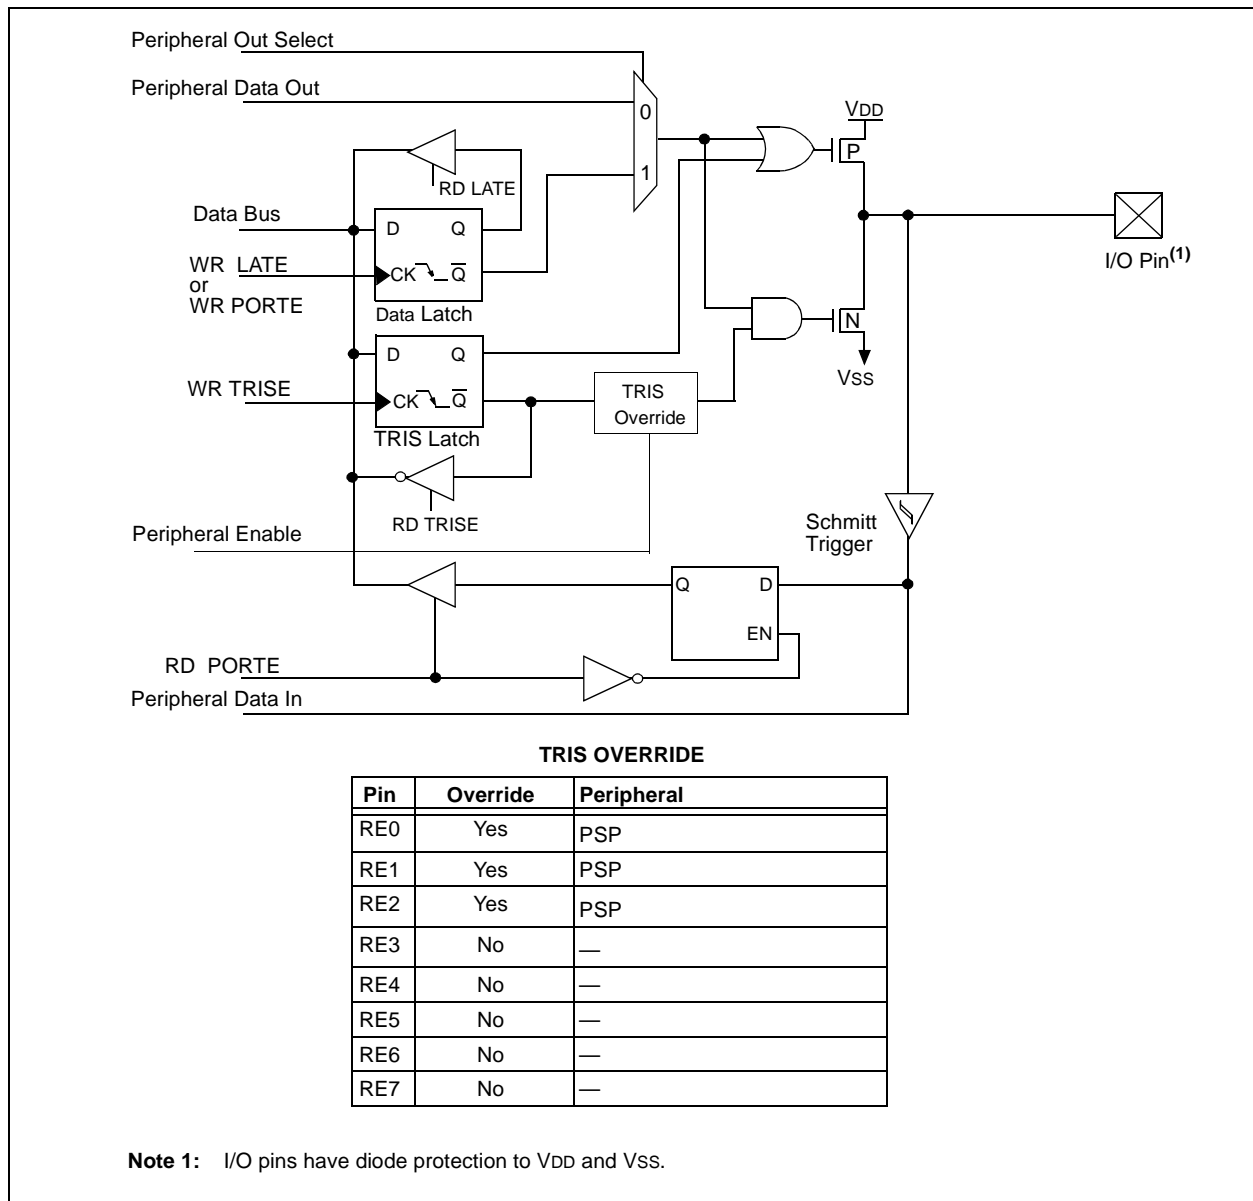 Peripheral Out Select
Peripheral Data Out
0
VDD
P
1
RD LATE
Data Bus
D Q
WR LATE
or
WR PORTE
CK Q̅
Data Latch
I/O Pin(1)
N
D Q
VSS
WR TRISE
CK Q̅
TRIS
Override
TRIS Latch
RD TRISE
Schmitt
Trigger
Peripheral Enable
Q D
EN
RD PORTE
Peripheral Data In
TRIS OVERRIDE
Pin Override Peripheral
RE0 Yes PSP
RE1 Yes PSP
RE2 Yes PSP
RE3 No —
RE4 No —
RE5 No —
RE6 No —
RE7 No —
Note 1: I/O pins have diode protection to VDD and VSS.